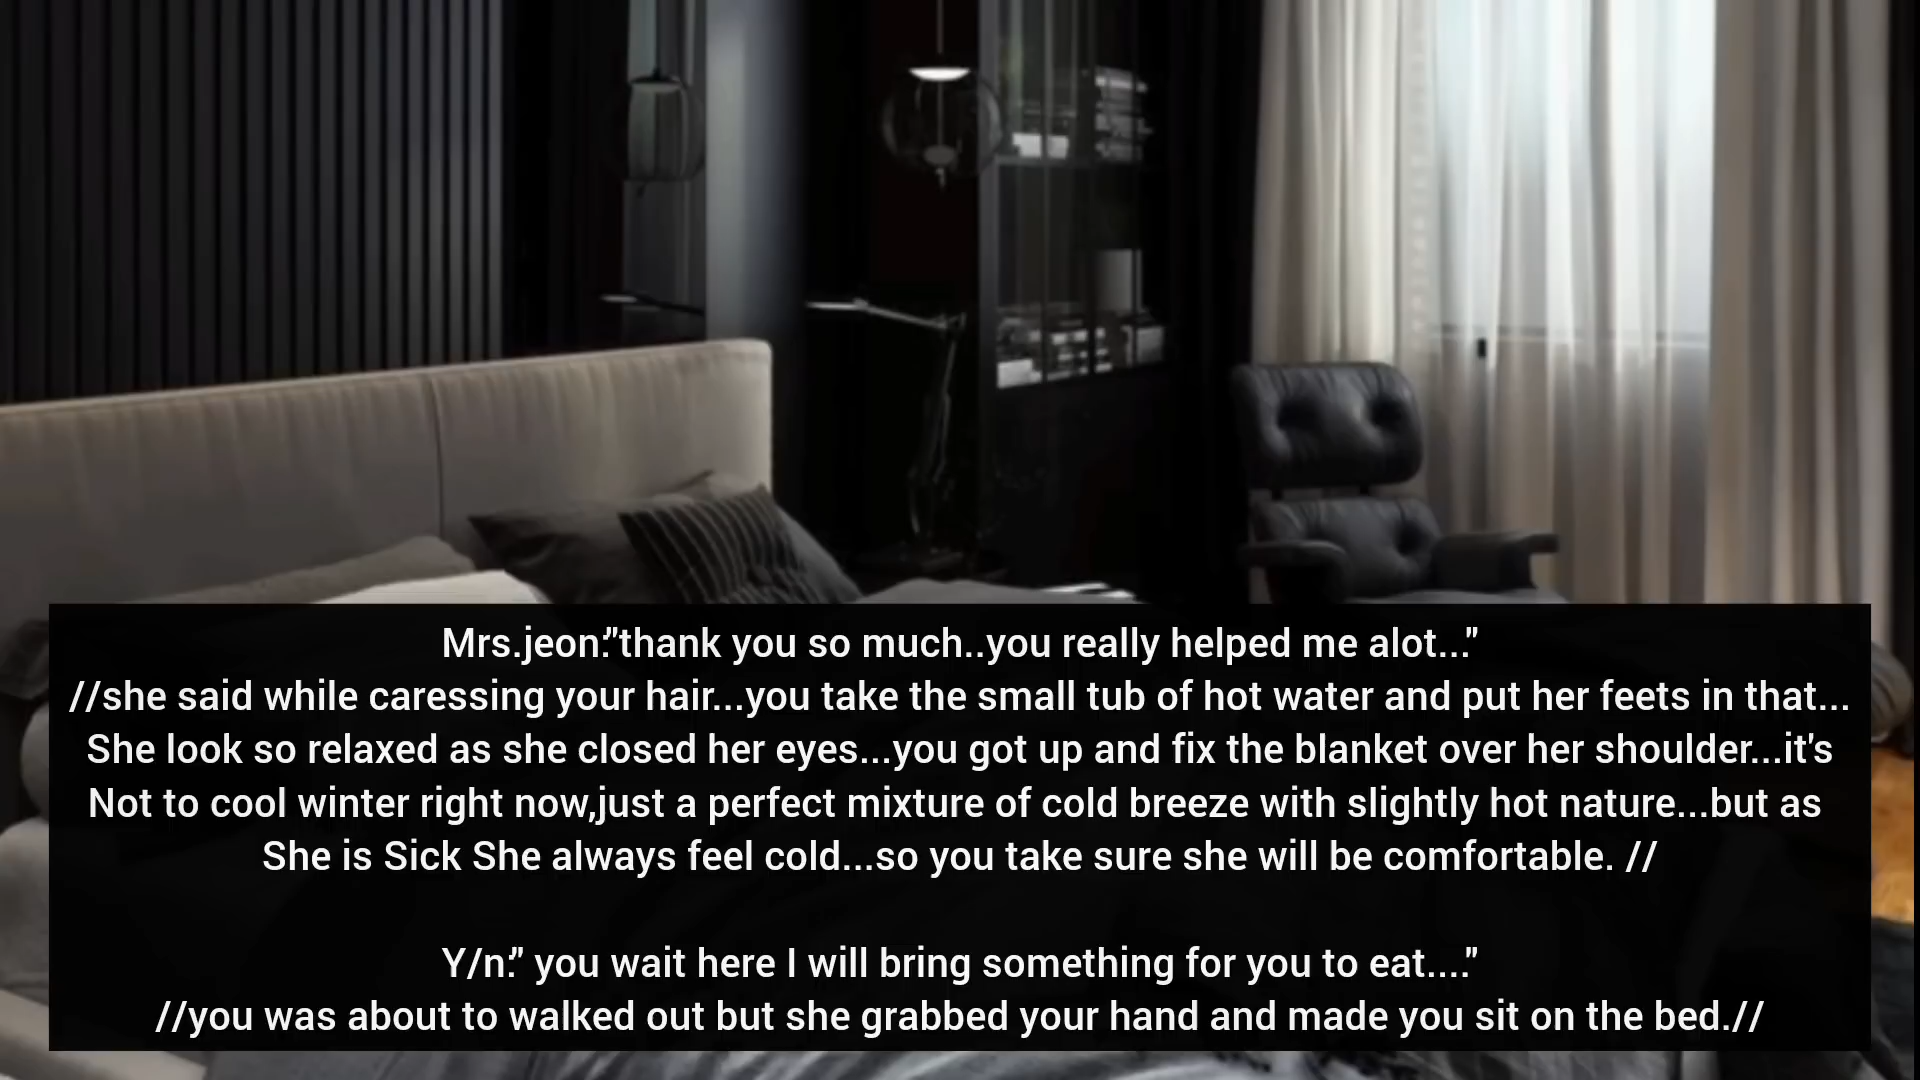 Mrs.jeon:"thank you so much..you really helped me alot..."
//she said while caressing your hair...you take the small tub of hot water and put her feets in that...
She look so relaxed as she closed her eyes...you got up and fix the blanket over her shoulder...it's
Not to cool winter right now,just a perfect mixture of cold breeze with slightly hot nature...but as
She is Sick She always feel cold...so you take sure she will be comfortable. //
Y/n:" you wait here I will bring something for you to eat...."
//you was about to walked out but she grabbed your hand and made you sit on the bed.//